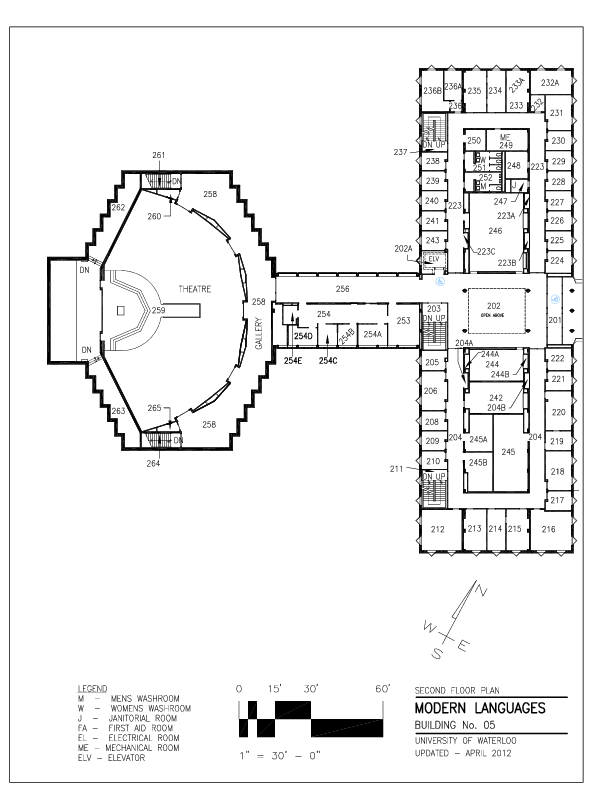 236B
236A
235
234
233A
232A
236
233
232
231
DN UP
250
ME
249
230
237
W
251
238
248
223
229
239
252
M
J
228
240
247
227
223
223A
246
241
226
243
225
202A
223C
223B
224
ELV
261
DN
262
260
258
DN
THEATRE
259
258
GALLERY
256
254
253
254D
254B
254A
254E
254C
203
DN UP
202
OPEN ABOVE
201
DN
204A
205
244A
244
222
244B
221
206
242
204B
220
208
204
204
209
245A
245
219
210
245B
218
211
DN UP
217
212
213
214
215
216
263
265
258
DN
264
N
W
E
S
LEGEND
M – MENS WASHROOM
W – WOMENS WASHROOM
J – JANITORIAL ROOM
FA – FIRST AID ROOM
EL – ELECTRICAL ROOM
ME – MECHANICAL ROOM
ELV – ELEVATOR
0 15' 30' 60'
1" = 30' - 0"
SECOND FLOOR PLAN
MODERN LANGUAGES
BUILDING No. 05
UNIVERSITY OF WATERLOO
UPDATED – APRIL 2012